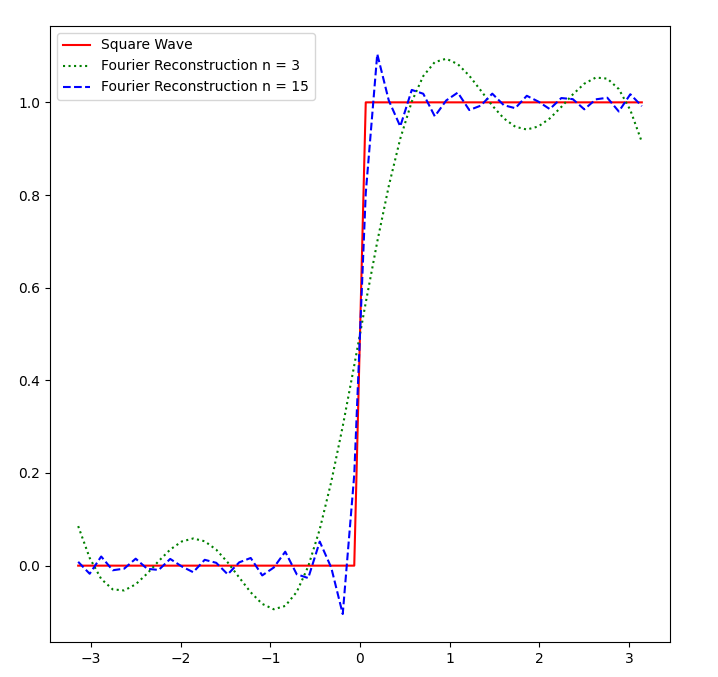 Square Wave
Fourier Reconstruction n = 3
Fourier Reconstruction n = 15
1.0
0.8
0.6
0.4
0.2
0.0
−3 −2 −1 0 1 2 3